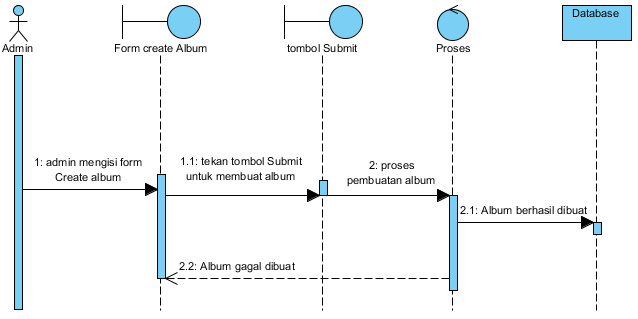 Admin
Form create Album
tombol Submit
Proses
Database
1: admin mengisi form
Create album
1.1: tekan tombol Submit
untuk membuat album
2: proses
pembuatan album
2.1: Album berhasil dibuat
2.2: Album gagal dibuat